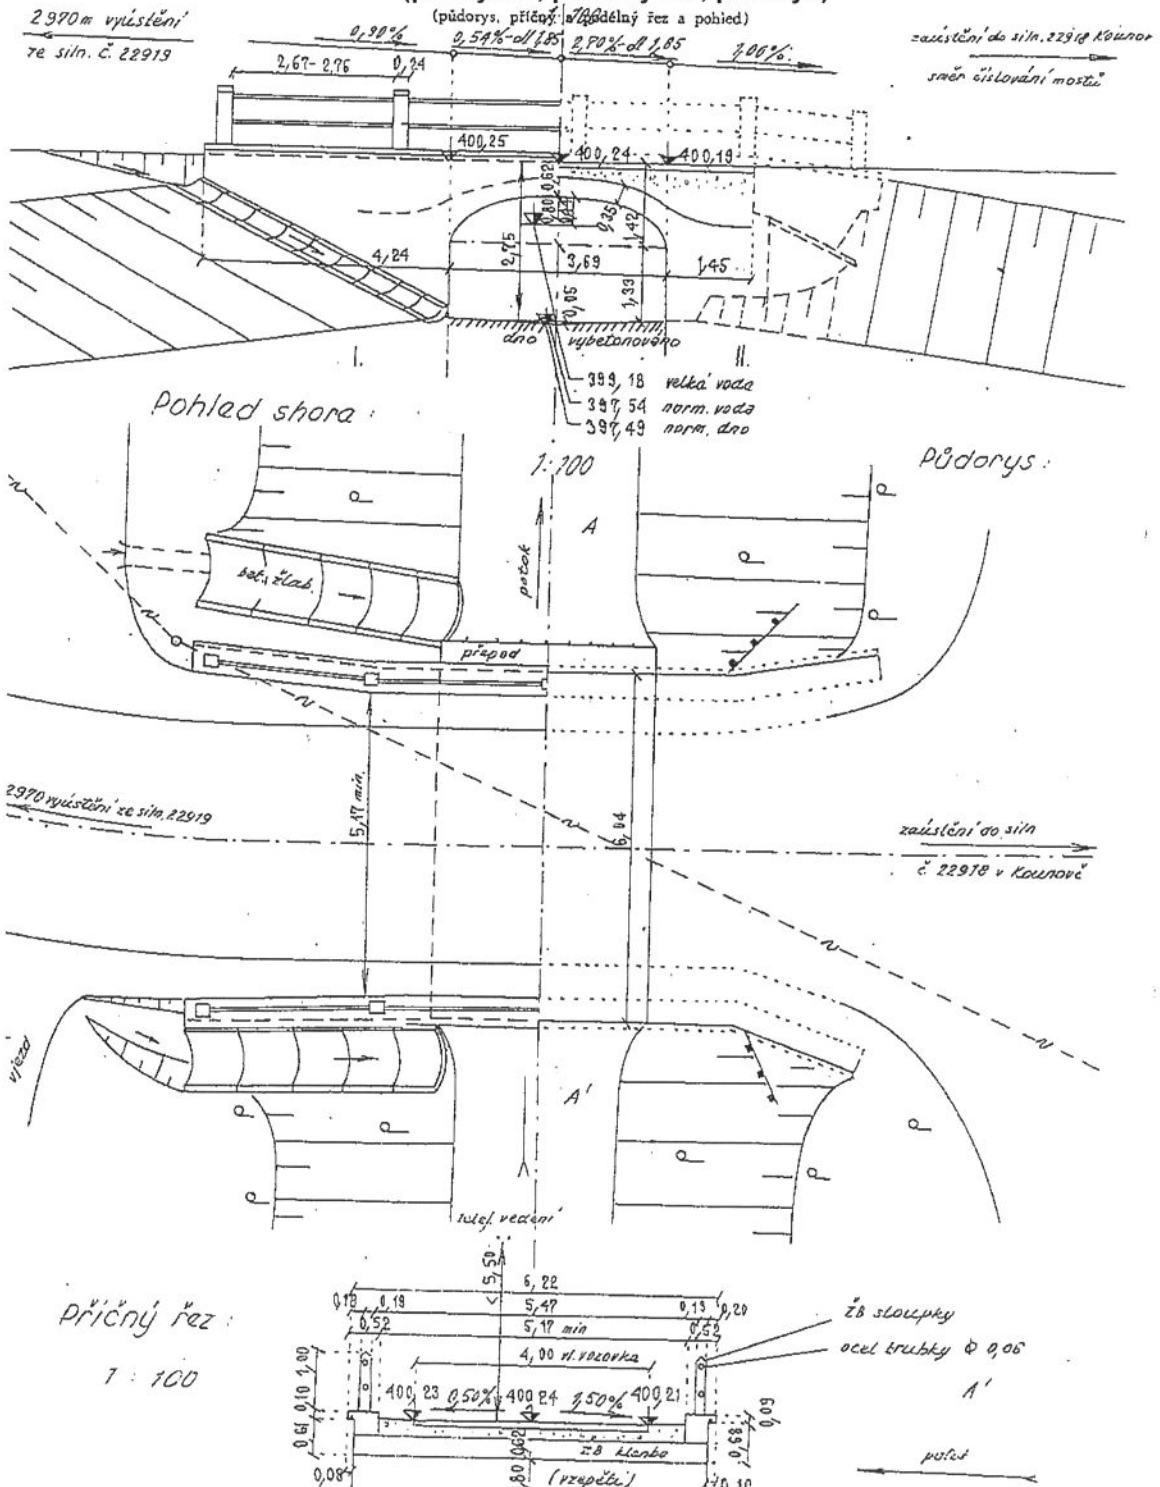 (půdorys, příčný a podélný řez a pohled)
2970 m vyústění
ze siln. č. 22919
0,90%
0,54%-dl 1,85
2,70%-dl 1,85
1,00%
zaústění do siln. 22918 Kounov
směr číslování mostů
2,67-2,76
0,24
400,25
400,24
400,19
0,62
0,80
0,35
1,42
2,75
4,24
3,69
1,45
0,05
1,33
dno vybetonováno
I.
II.
399,18 velká voda
397,54 norm. voda
397,49 norm. dno
Pohled shora:
1:100
Půdorys:
A
potok
bet. žlab.
přepad
5,17 min.
6,04
2970 vyústění ze siln. 22919
zaústění do siln
č. 22918 v Kounově
vjezd
A'
telef. vedení
< 5,50
6,22
0,18
0,19
5,47
0,19
0,20
Příčný řez:
0,52
5,17 min
0,52
ŽB sloupky
ocel trubky Φ 0,06
1:100
4,00 vl. vozovka
1,00
0,10
400,23
0,50%
400,24
1,50%
400,21
A'
0,61
0,09
0,58
0,62
0,80
ŽB klenba
(vzepětí)
0,08
0,10
potok